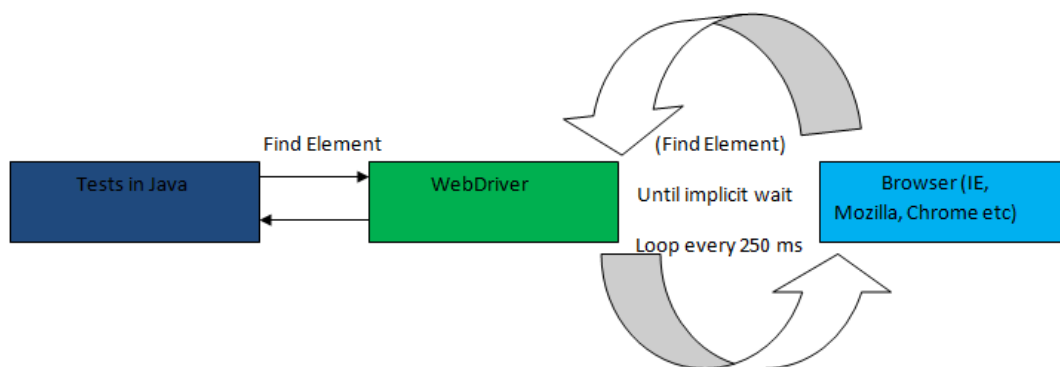 Find Element
(Find Element)
Tests in Java
WebDriver
Until implicit wait
Browser (IE,
Mozilla, Chrome etc)
Loop every 250 ms